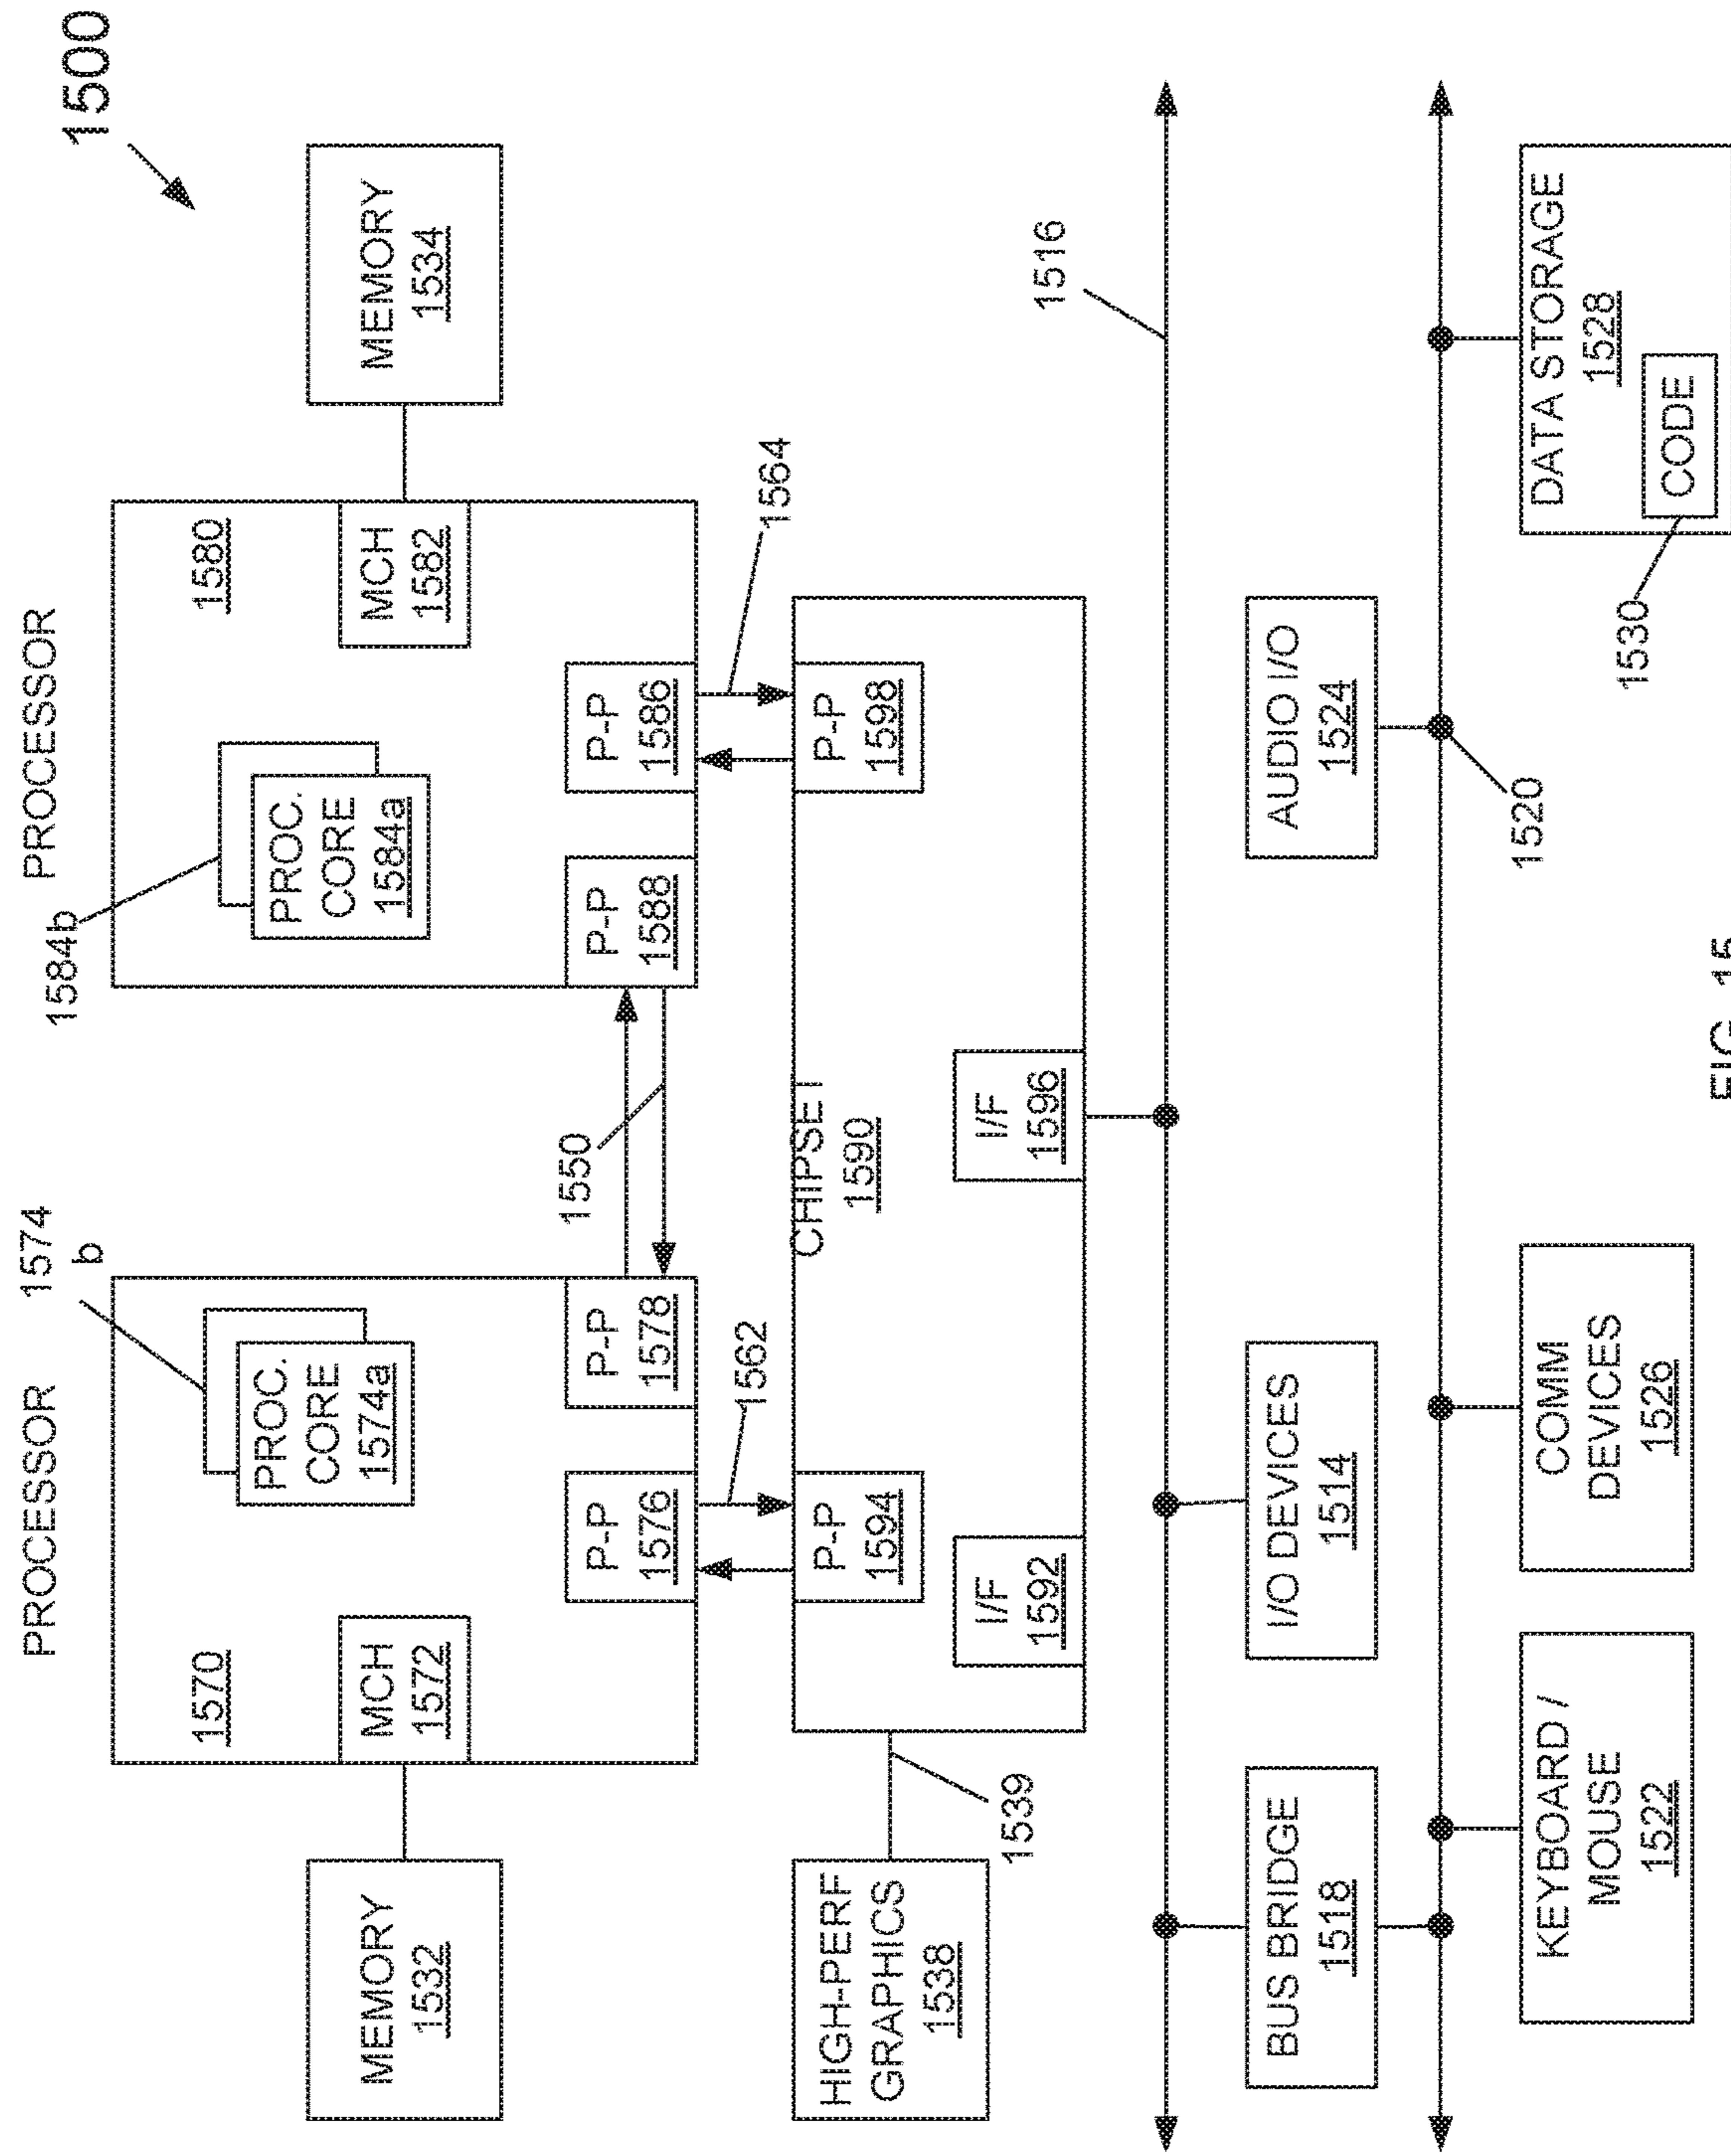 1500
PROCESSOR
1574
b
PROCESSOR
1584b
1570
PROC.
CORE
1574a
PROC.
CORE
1584a
1580
MEMORY
1532
MCH
1572
MCH
1582
MEMORY
1534
P-P
1576
P-P
1578
1550
P-P
1588
P-P
1586
1562
1564
HIGH-PERF
GRAPHICS
1538
1539
P-P
1594
CHIPSET
1590
P-P
1598
I/F
1592
I/F
1596
1516
BUS BRIDGE
1518
I/O DEVICES
1514
AUDIO I/O
1524
1520
KEYBOARD /
MOUSE
1522
COMM
DEVICES
1526
DATA STORAGE
1528
CODE
1530
FIG. 15